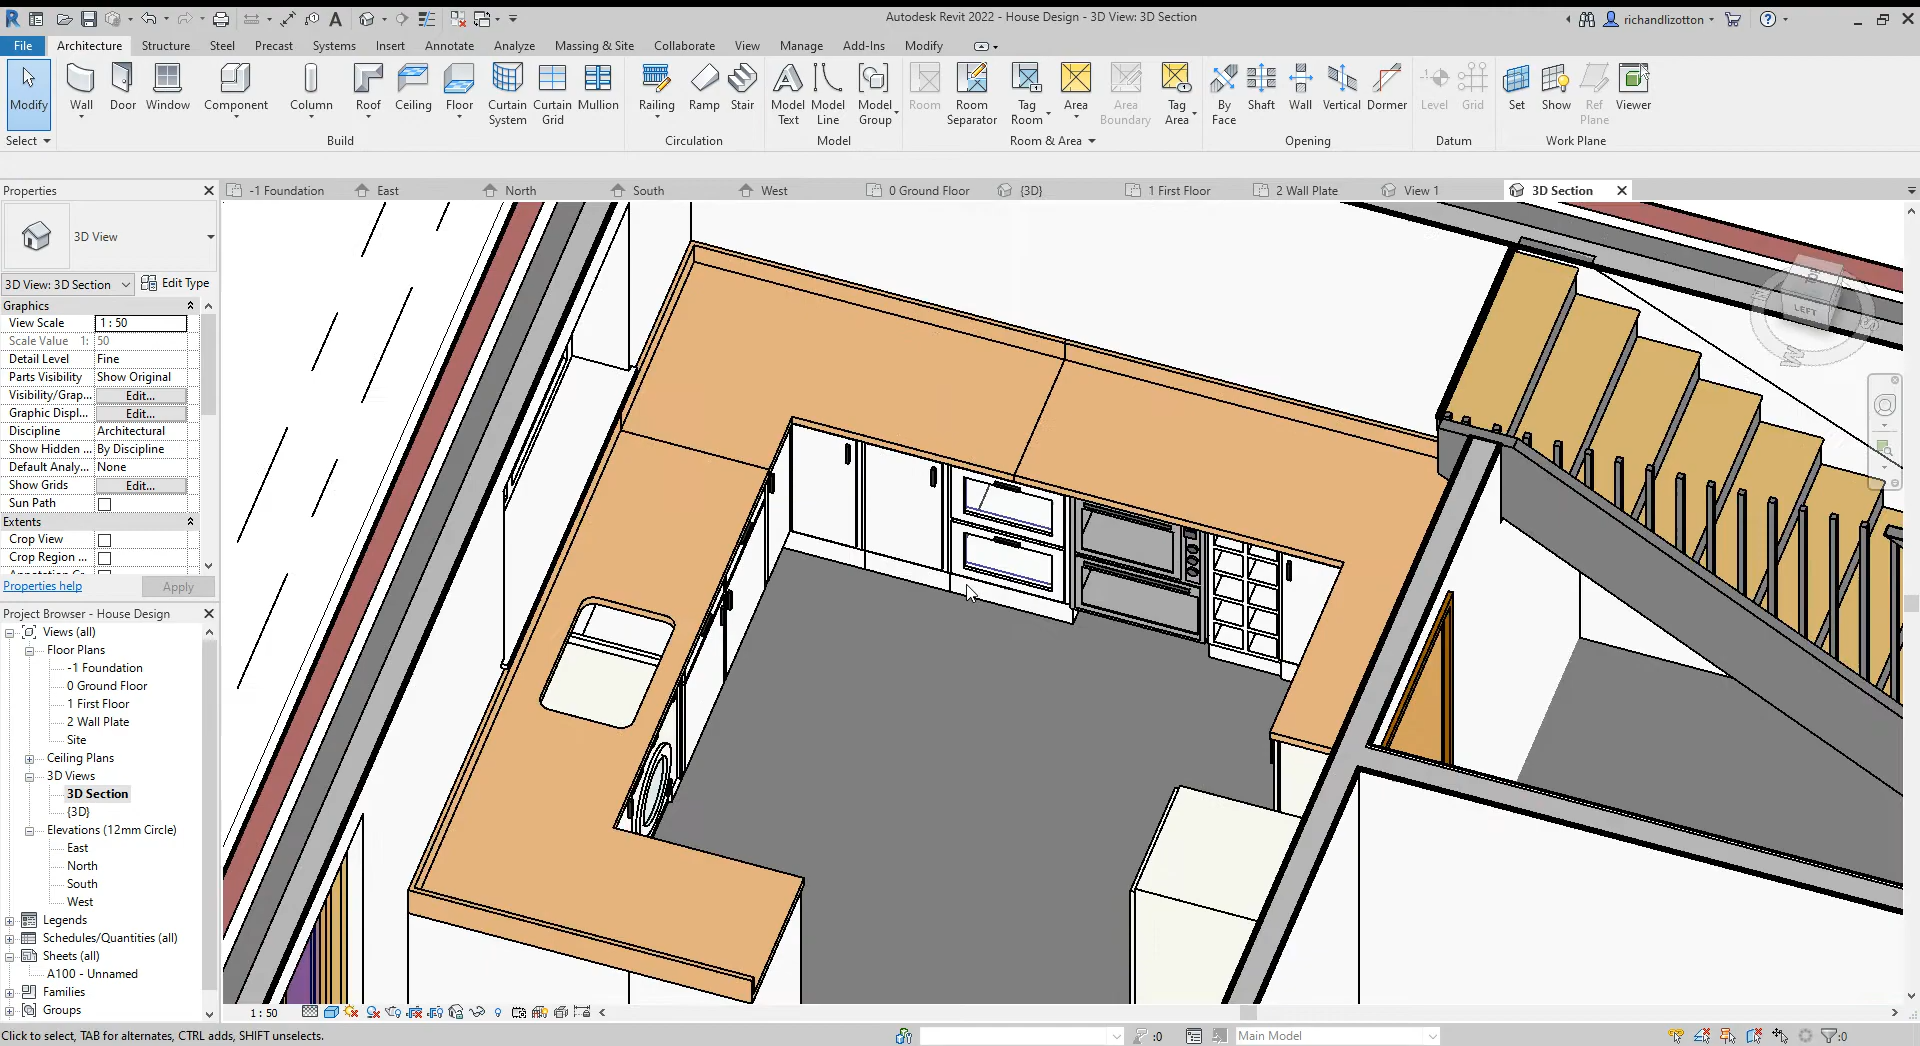 Autodesk Revit 2022 - House Design - 3D View: 3D Section
richandlizotton
File Architecture Structure Steel Precast Systems Insert Annotate Analyze Massing & Site Collaborate View Manage Add-Ins Modify
Modify Wall Door Window Component Column Roof Ceiling Floor Curtain System Curtain Grid Mullion Railing Ramp Stair Model Text Model Line Model Group Room Room Separator Tag Room Area Area Boundary Tag Area By Face Shaft Wall Vertical Dormer Level Grid Set Show Ref Plane Viewer
Select Build Circulation Model Room & Area Opening Datum Work Plane
Properties
-1 Foundation East North South West 0 Ground Floor {3D} 1 First Floor 2 Wall Plate View 1 3D Section
3D View
3D View: 3D Section Edit Type
Graphics
View Scale 1 : 50
Scale Value 1: 50
Detail Level Fine
Parts Visibility Show Original
Visibility/Grap... Edit...
Graphic Displ... Edit...
Discipline Architectural
Show Hidden ... By Discipline
Default Analy... None
Show Grids Edit...
Sun Path
Extents
Crop View
Crop Region ...
Properties help Apply
Project Browser - House Design
Views (all)
Floor Plans
-1 Foundation
0 Ground Floor
1 First Floor
2 Wall Plate
Site
Ceiling Plans
3D Views
3D Section
{3D}
Elevations (12mm Circle)
East
North
South
West
Legends
Schedules/Quantities (all)
Sheets (all)
A100 - Unnamed
Families
Groups
LEFT
W
S
1 : 50
Click to select, TAB for alternates, CTRL adds, SHIFT unselects.
:0
Main Model
:0